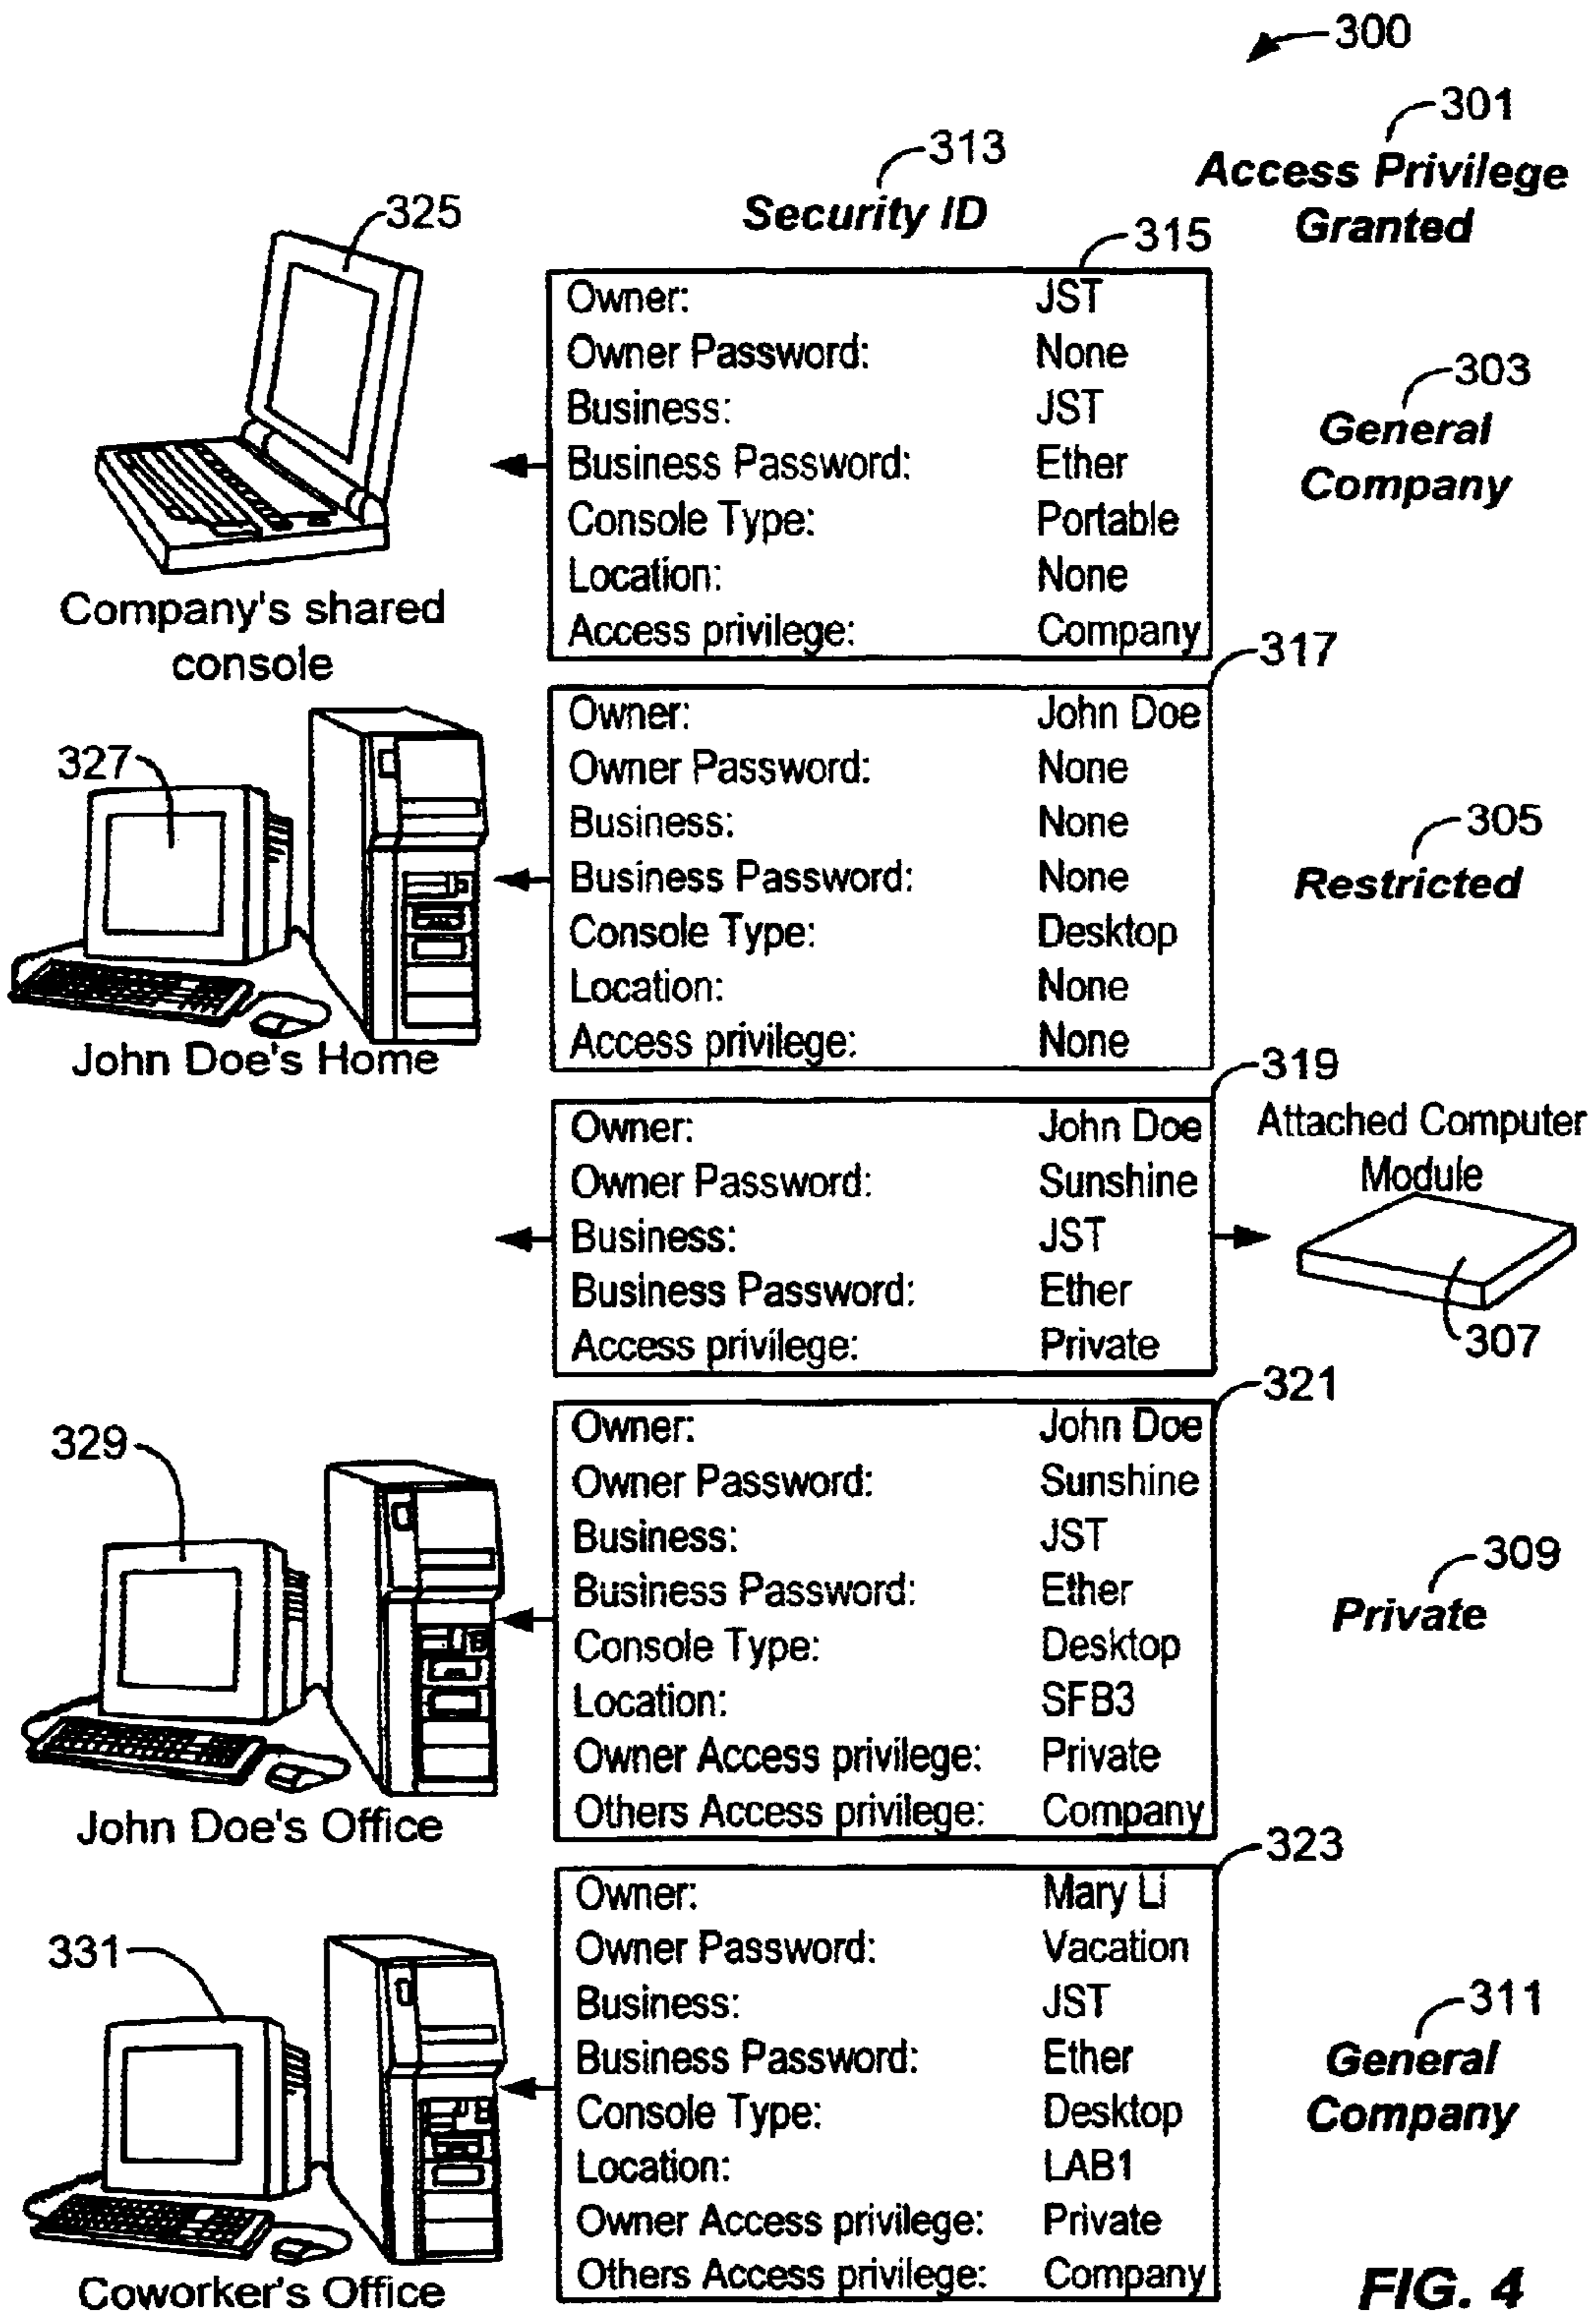 300
301
Access Privilege
Granted
313
Security ID
325
315
Owner: JST
Owner Password: None
Business: JST
Business Password: Ether
Console Type: Portable
Location: None
Access privilege: Company
303
General
Company
Company's shared
console
317
327
Owner: John Doe
Owner Password: None
Business: None
Business Password: None
Console Type: Desktop
Location: None
Access privilege: None
305
Restricted
John Doe's Home
319
Owner: John Doe
Owner Password: Sunshine
Business: JST
Business Password: Ether
Access privilege: Private
Attached Computer
Module
307
321
329
Owner: John Doe
Owner Password: Sunshine
Business: JST
Business Password: Ether
Console Type: Desktop
Location: SFB3
Owner Access privilege: Private
Others Access privilege: Company
309
Private
John Doe's Office
323
331
Owner: Mary Li
Owner Password: Vacation
Business: JST
Business Password: Ether
Console Type: Desktop
Location: LAB1
Owner Access privilege: Private
Others Access privilege: Company
311
General
Company
Coworker's Office
FIG. 4